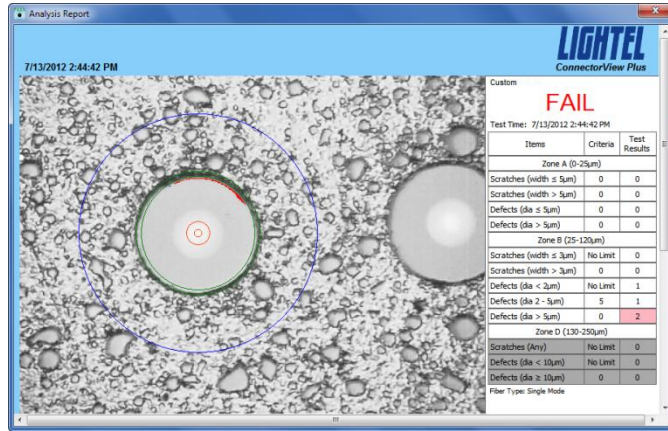 Analysis Report
LIGHTEL
ConnectorView Plus
7/13/2012 2:44:42 PM
Custom
FAIL
Test Time: 7/13/2012 2:44:42 PM
Items Criteria Test Results
Zone A (0-25µm)
Scratches (width ≤ 5µm) 0 0
Scratches (width > 5µm) 0 0
Defects (dia ≤ 5µm) 0 0
Defects (dia > 5µm) 0 0
Zone B (25-120µm)
Scratches (width ≤ 3µm) No Limit 0
Scratches (width > 3µm) 0 0
Defects (dia < 2µm) No Limit 1
Defects (dia 2 - 5µm) 5 1
Defects (dia > 5µm) 0 2
Zone D (130-250µm)
Scratches (Any) No Limit 0
Defects (dia < 10µm) No Limit 0
Defects (dia ≥ 10µm) 0 0
Fiber Type: Single Mode